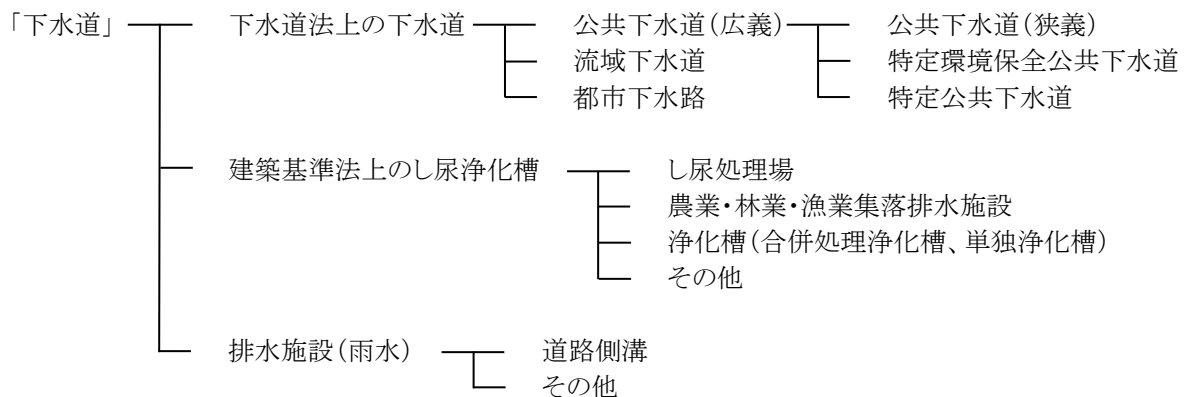 「下水道」 下水道法上の下水道 公共下水道(広義) 公共下水道(狭義)
流域下水道 特定環境保全公共下水道
都市下水路 特定公共下水道
建築基準法上のし尿浄化槽 し尿処理場
農業・林業・漁業集落排水施設
浄化槽(合併処理浄化槽、単独浄化槽)
その他
排水施設(雨水) 道路側溝
その他